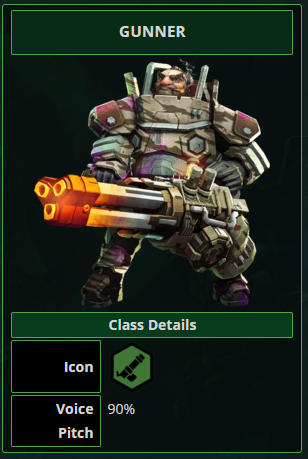 GUNNER
Class Details
Icon
Voice 90%
Pitch